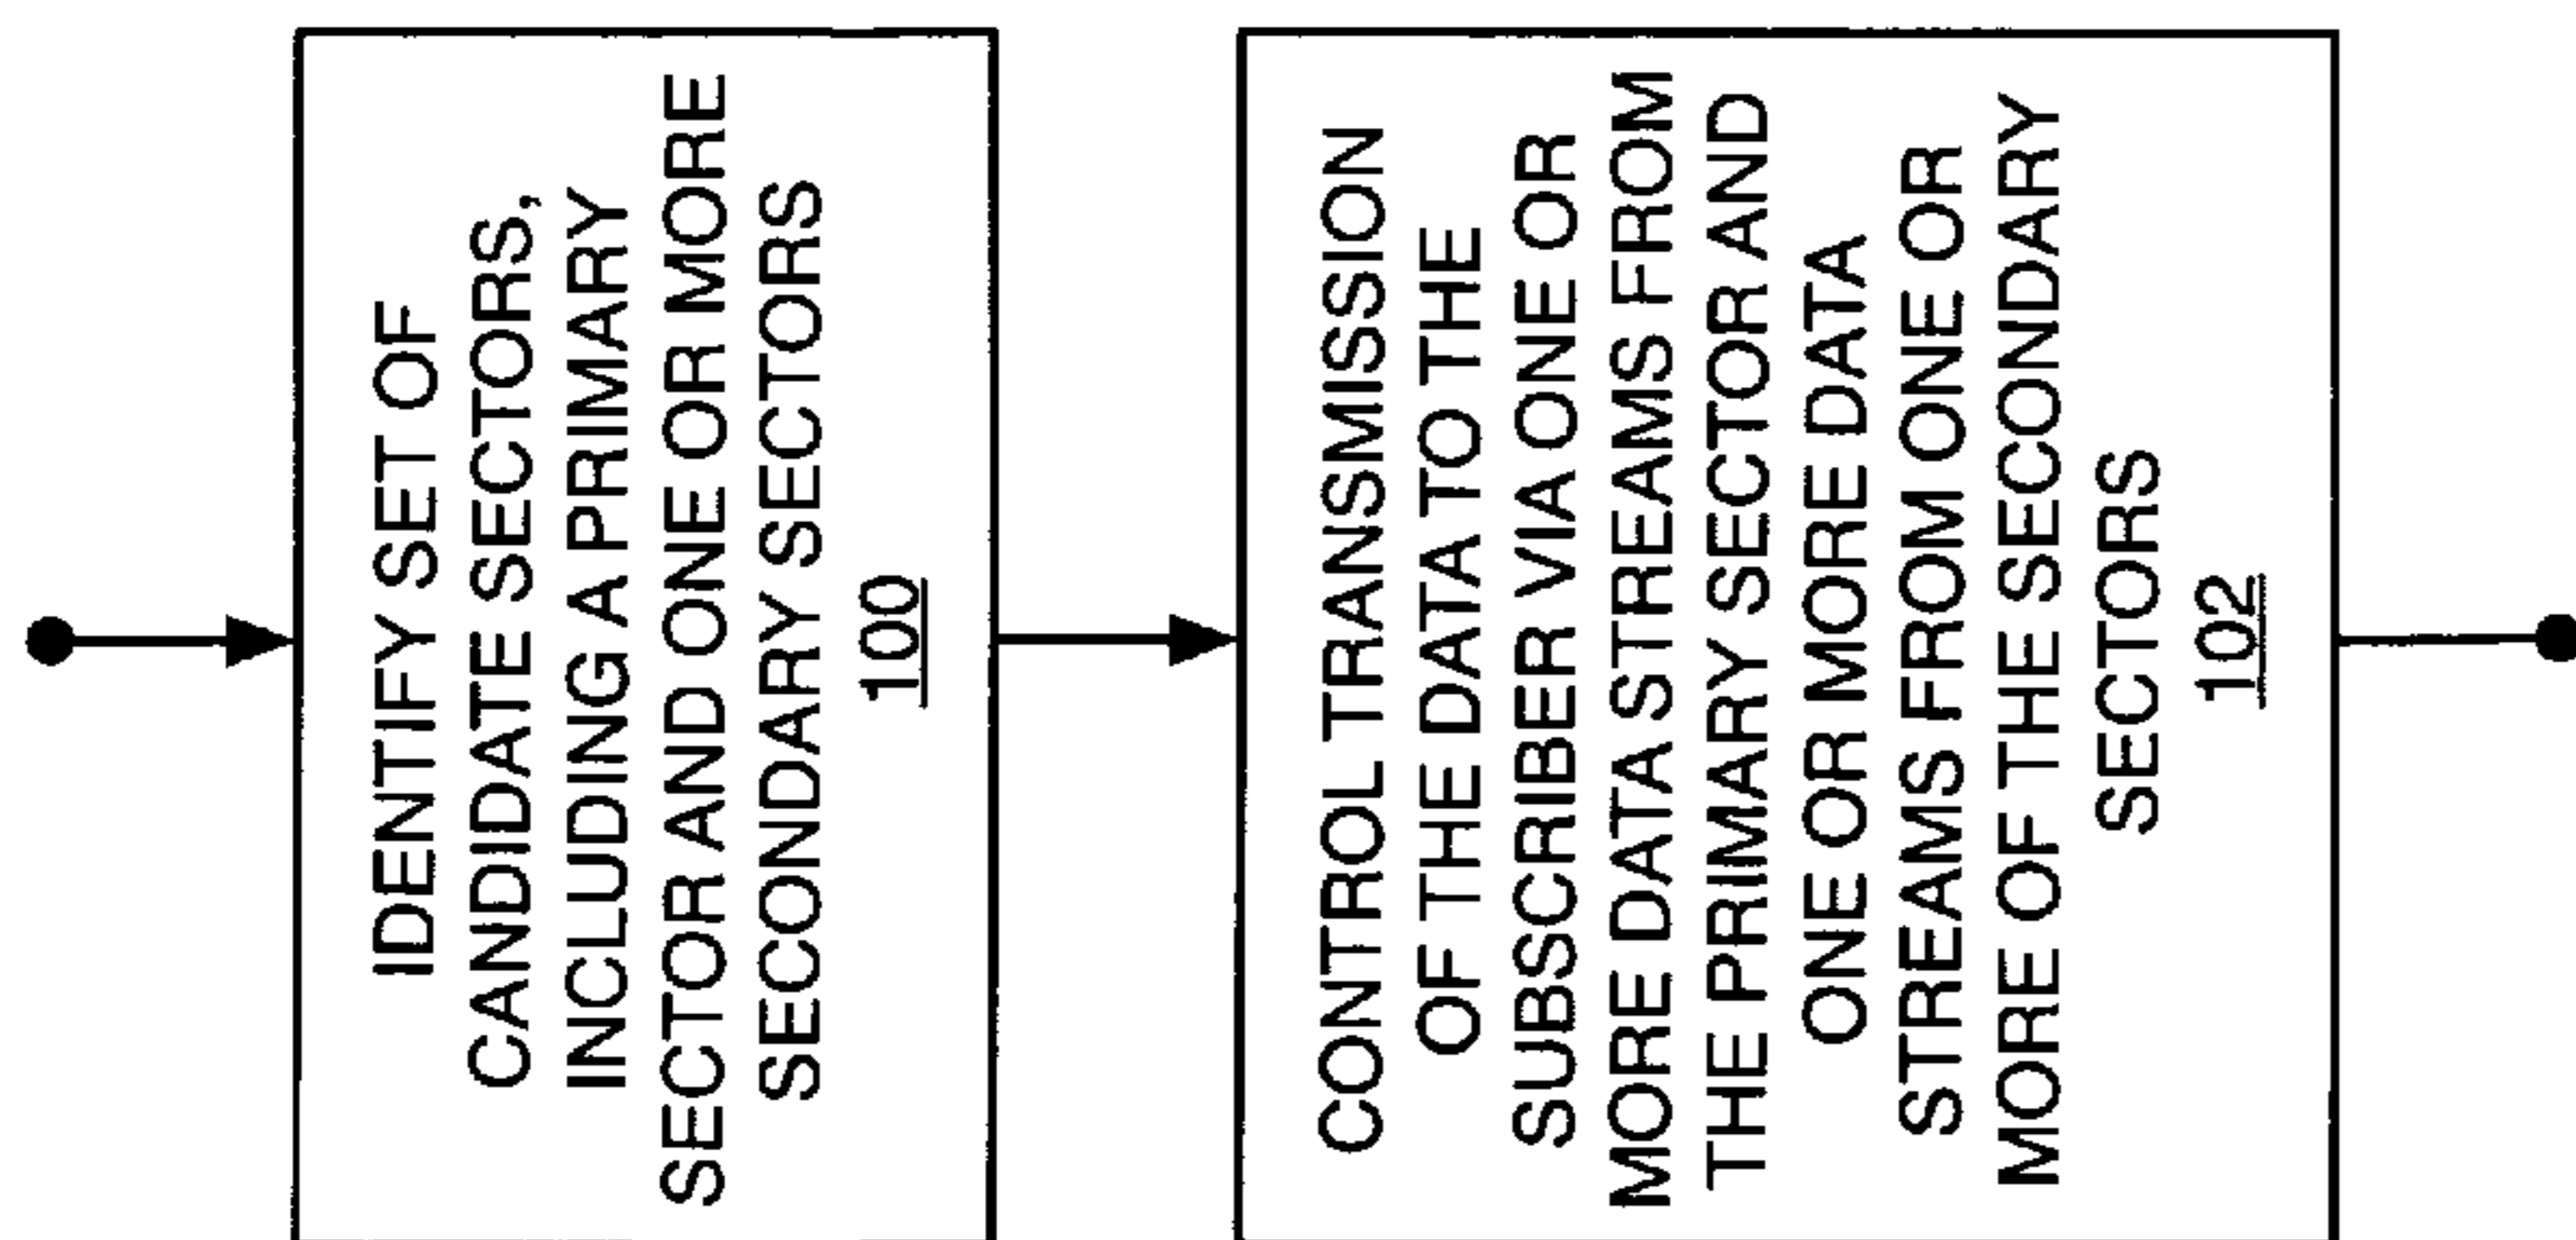 IDENTIFY SET OF
CANDIDATE SECTORS,
INCLUDING A PRIMARY
SECTOR AND ONE OR MORE
SECONDARY SECTORS
100
CONTROL TRANSMISSION
OF THE DATA TO THE
SUBSCRIBER VIA ONE OR
MORE DATA STREAMS FROM
THE PRIMARY SECTOR AND
ONE OR MORE DATA
STREAMS FROM ONE OR
MORE OF THE SECONDARY
SECTORS
102